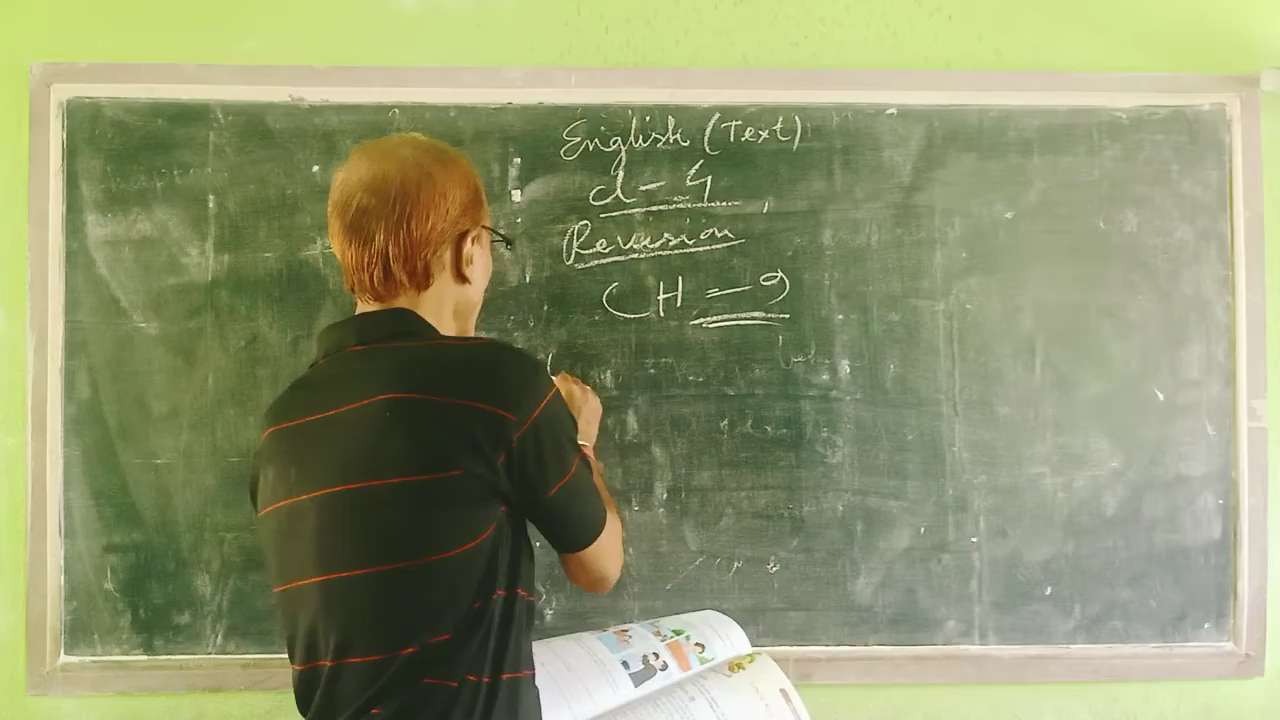 English (Text)
cl - 4
Revision
CH = 9